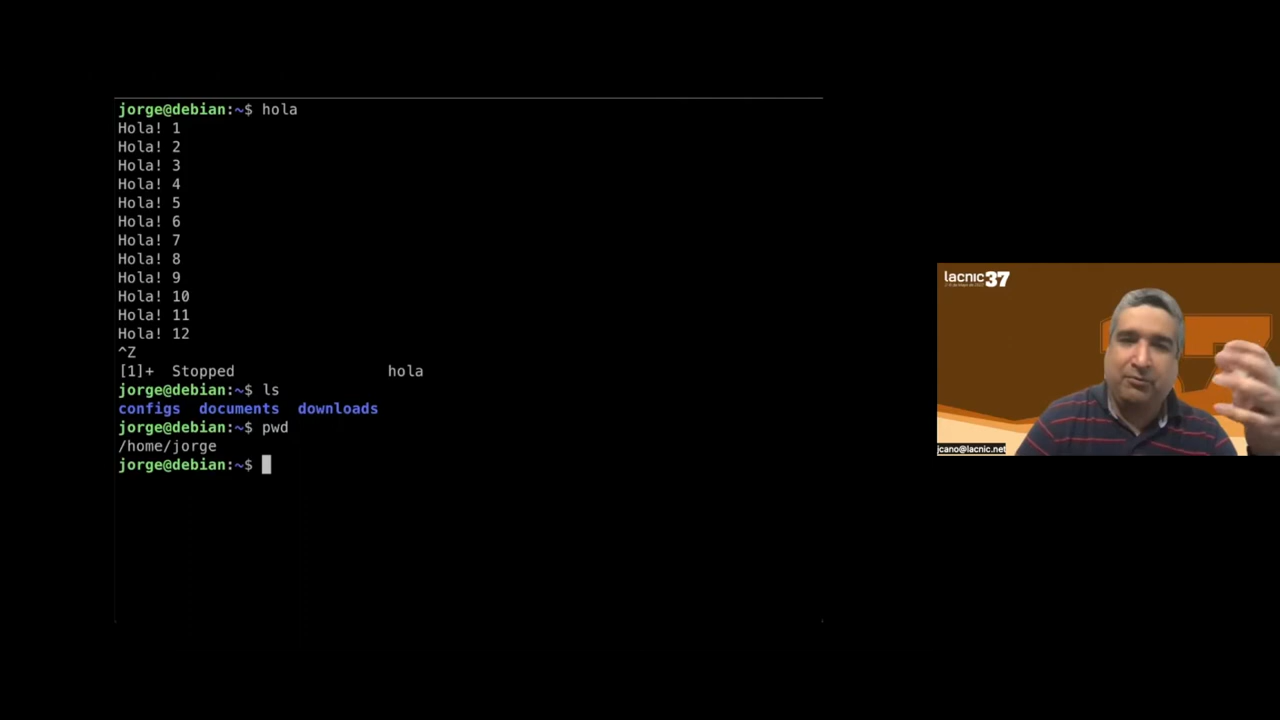 jorge@debian:~$ hola
Hola! 1
Hola! 2
Hola! 3
Hola! 4
Hola! 5
Hola! 6
Hola! 7
Hola! 8
Hola! 9
Hola! 10
Hola! 11
Hola! 12
^Z
[1]+  Stopped                 hola
jorge@debian:~$ ls
configs  documents  downloads
jorge@debian:~$ pwd
/home/jorge
jorge@debian:~$
lacnic 37
jcano@lacnic.net